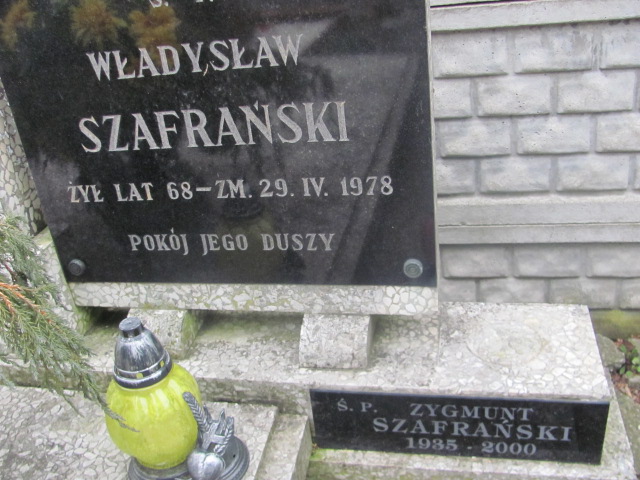 WŁADYSŁAW
SZAFRAŃSKI
ŻYŁ LAT 68-ZM. 29. IV. 1978
POKÓJ JEGO DUSZY
Ś. P. ZYGMUNT
SZAFRAŃSKI
1935-2000